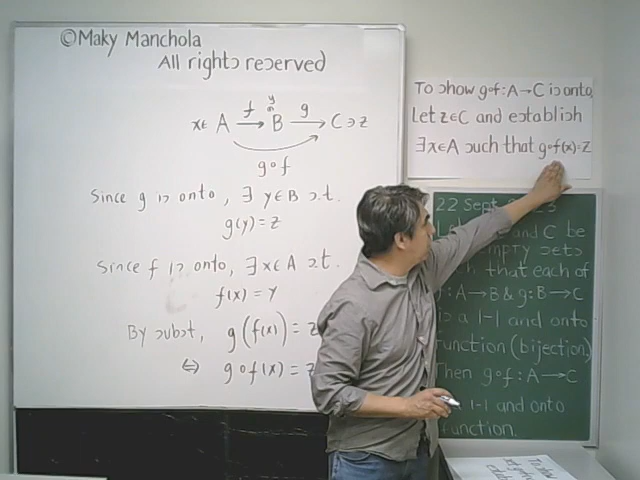 ©Maky Manchola
All rights reserved
x∈ A →f B →g C ∋ z
y
∩
g∘f
Since g is onto, ∃ y∈B s.t.
g(y) = z
Since f is onto, ∃ x∈A s.t.
f(x) = y
By subst, g(f(x)) = z
⇔ g∘f(x) = z
To show g∘f: A→C is onto,
Let z∈C and establish
∃x∈A such that g∘f(x)=z
22 Sept
and C be
empty sets
that each of
: A→B & g: B→C
is a 1-1 and onto
function (bijection)
Then g∘f: A→C
1-1 and onto
function.